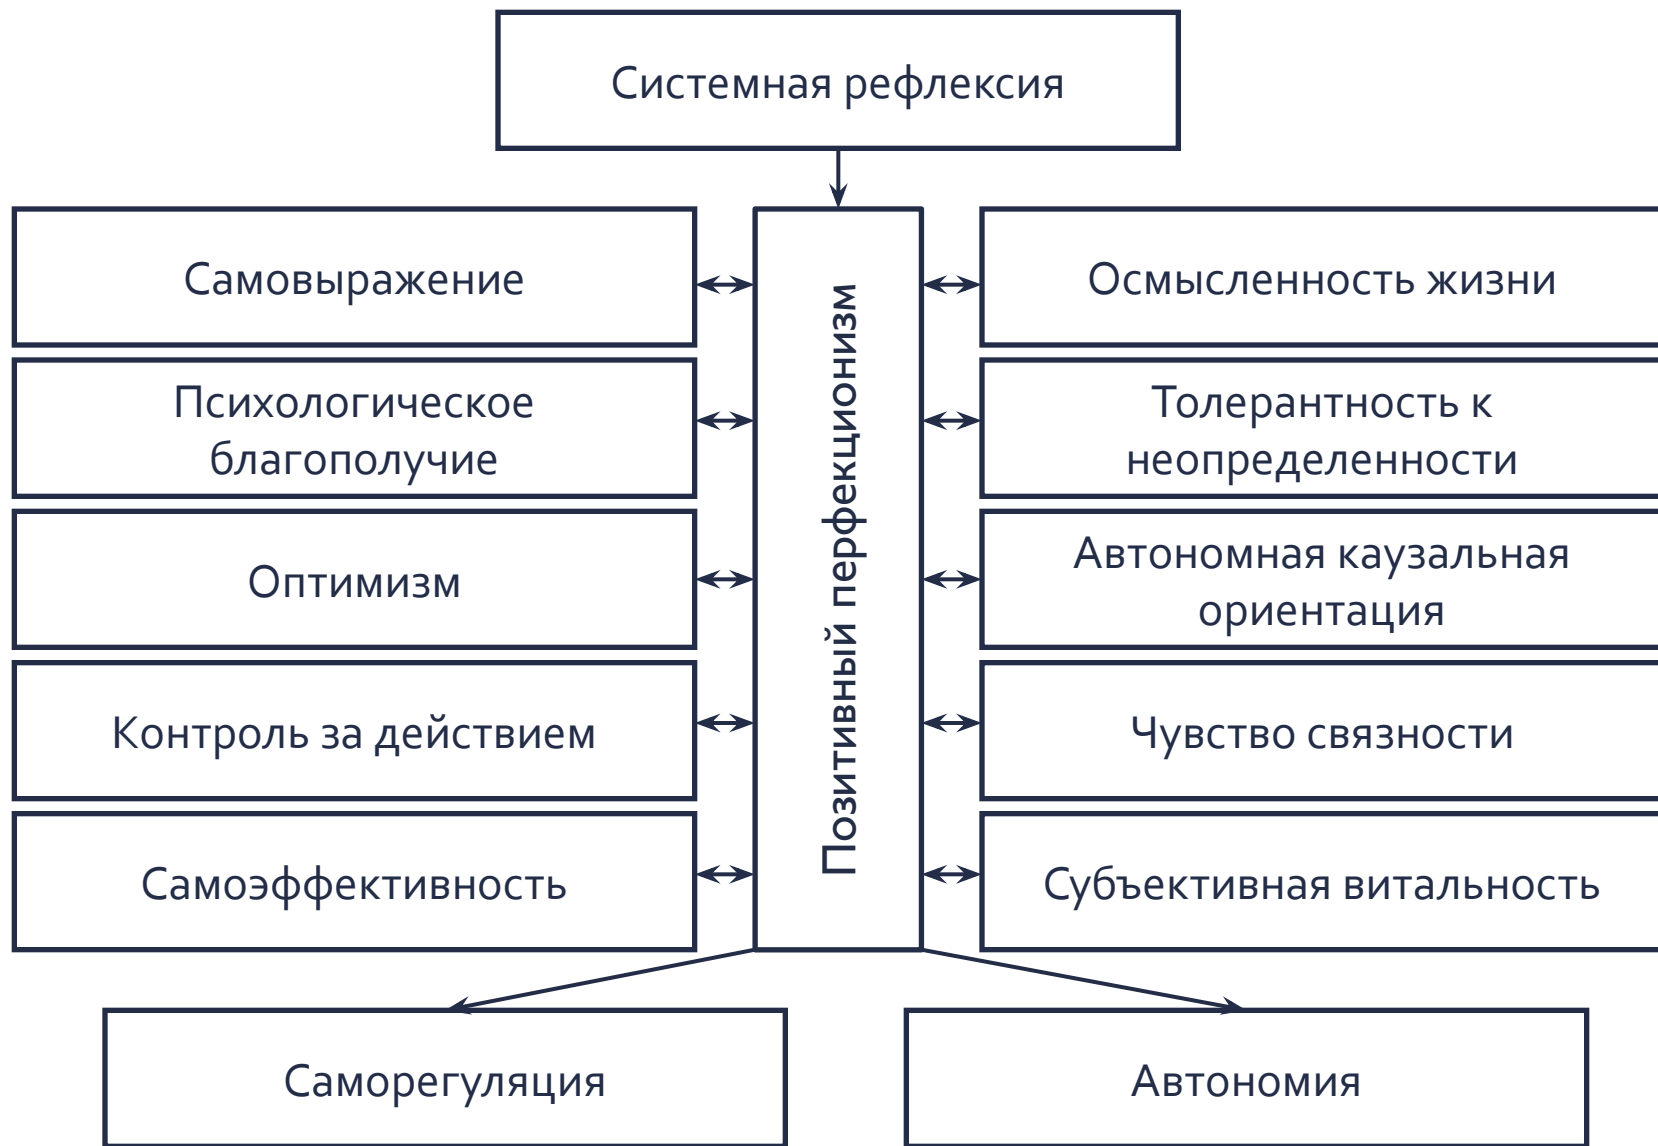 Системная рефлексия
Самовыражение
Психологическое
благополучие
Оптимизм
Контроль за действием
Самоэффективность
Позитивный перфекционизм
Осмысленность жизни
Толерантность к
неопределенности
Автономная каузальная
ориентация
Чувство связности
Субъективная витальность
Саморегуляция
Автономия